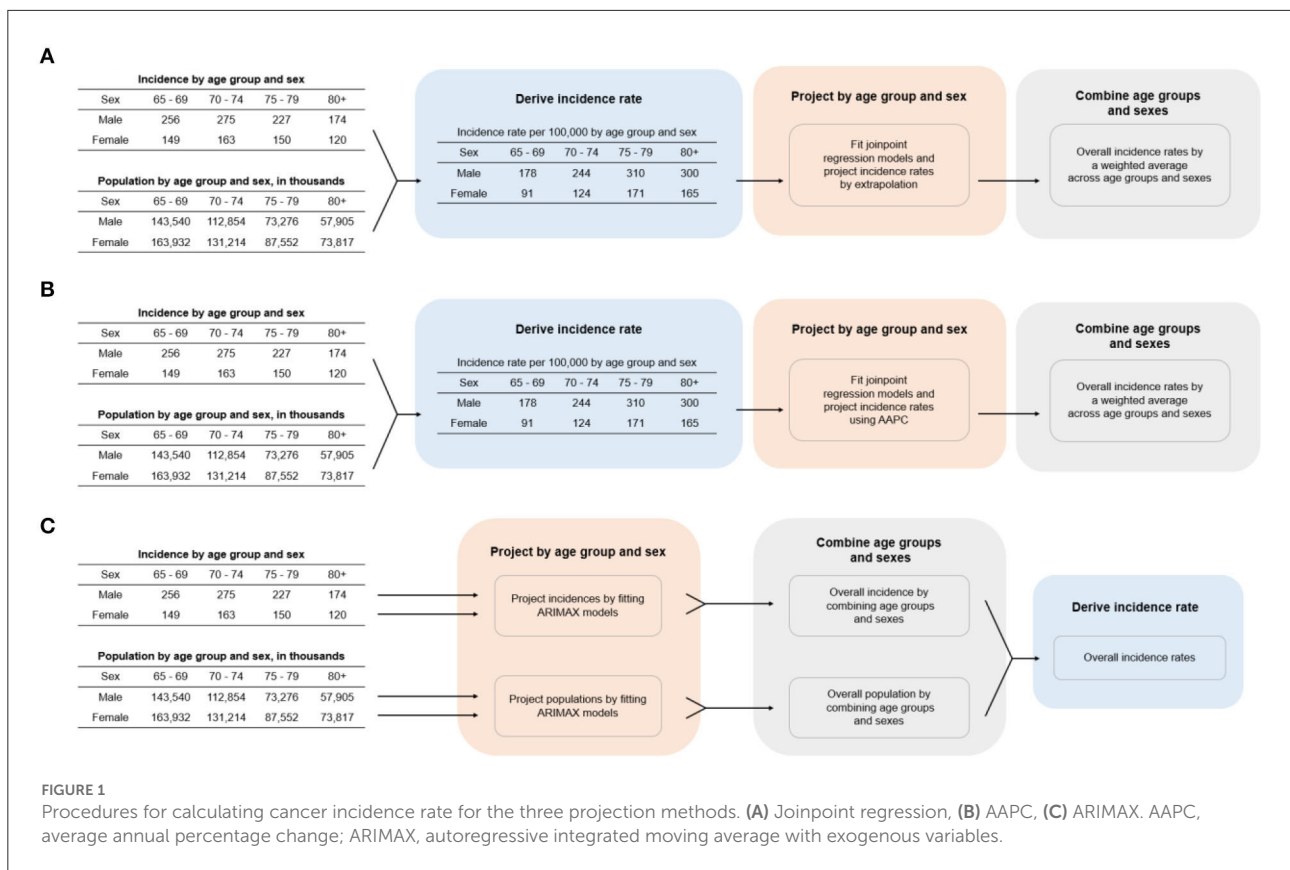 A
Incidence by age group and sex
Sex 65 - 69 70 - 74 75 - 79 80+
Male 256 275 227 174
Female 149 163 150 120
Population by age group and sex, in thousands
Sex 65 - 69 70 - 74 75 - 79 80+
Male 143,540 112,854 73,276 57,905
Female 163,932 131,214 87,552 73,817
Derive incidence rate
Incidence rate per 100,000 by age group and sex
Sex 65 - 69 70 - 74 75 - 79 80+
Male 178 244 310 300
Female 91 124 171 165
Project by age group and sex
Fit joinpoint
regression models and
project incidence rates
by extrapolation
Combine age groups
and sexes
Overall incidence rates by
a weighted average
across age groups and sexes
B
Incidence by age group and sex
Sex 65 - 69 70 - 74 75 - 79 80+
Male 256 275 227 174
Female 149 163 150 120
Population by age group and sex, in thousands
Sex 65 - 69 70 - 74 75 - 79 80+
Male 143,540 112,854 73,276 57,905
Female 163,932 131,214 87,552 73,817
Derive incidence rate
Incidence rate per 100,000 by age group and sex
Sex 65 - 69 70 - 74 75 - 79 80+
Male 178 244 310 300
Female 91 124 171 165
Project by age group and sex
Fit joinpoint
regression models and
project incidence rates
using AAPC
Combine age groups
and sexes
Overall incidence rates by
a weighted average
across age groups and sexes
C
Incidence by age group and sex
Sex 65 - 69 70 - 74 75 - 79 80+
Male 256 275 227 174
Female 149 163 150 120
Population by age group and sex, in thousands
Sex 65 - 69 70 - 74 75 - 79 80+
Male 143,540 112,854 73,276 57,905
Female 163,932 131,214 87,552 73,817
Project by age group and sex
Project incidences by fitting
ARIMAX models
Project populations by fitting
ARIMAX models
Combine age groups
and sexes
Overall incidence by
combining age groups
and sexes
Overall population by
combining age groups
and sexes
Derive incidence rate
Overall incidence rates
FIGURE 1
Procedures for calculating cancer incidence rate for the three projection methods. (A) Joinpoint regression, (B) AAPC, (C) ARIMAX. AAPC,
average annual percentage change; ARIMAX, autoregressive integrated moving average with exogenous variables.